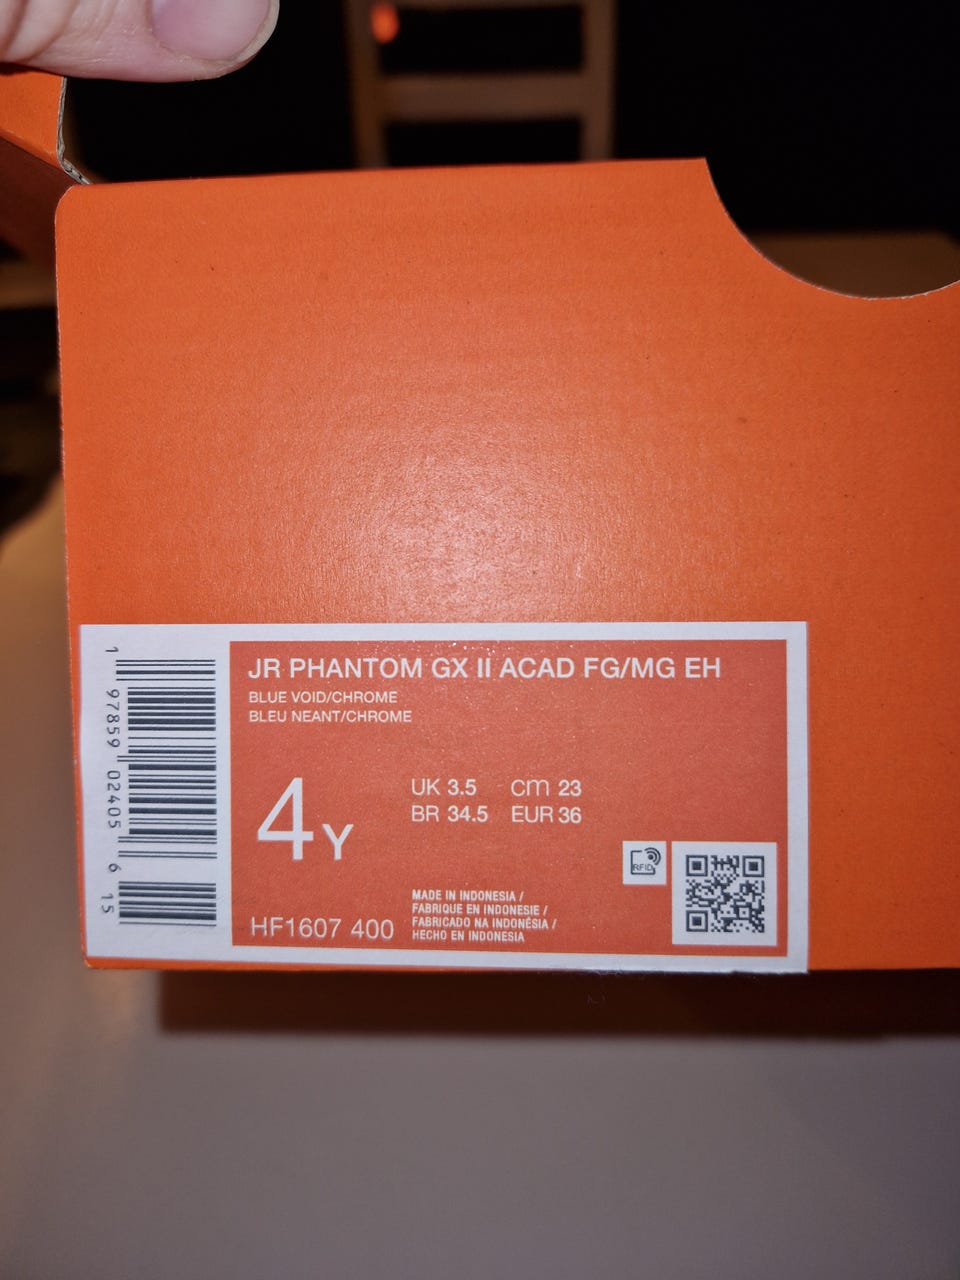 JR PHANTOM GX II ACAD FG/MG EH
BLUE VOID/CHROME
BLEU NEANT/CHROME
4Y
UK 3.5 cm 23
BR 34.5 EUR 36
RFID
HF1607 400
MADE IN INDONESIA /
FABRIQUE EN INDONESIE /
FABRICADO NA INDONÉSIA /
HECHO EN INDONESIA
1 97859 02405 6 15